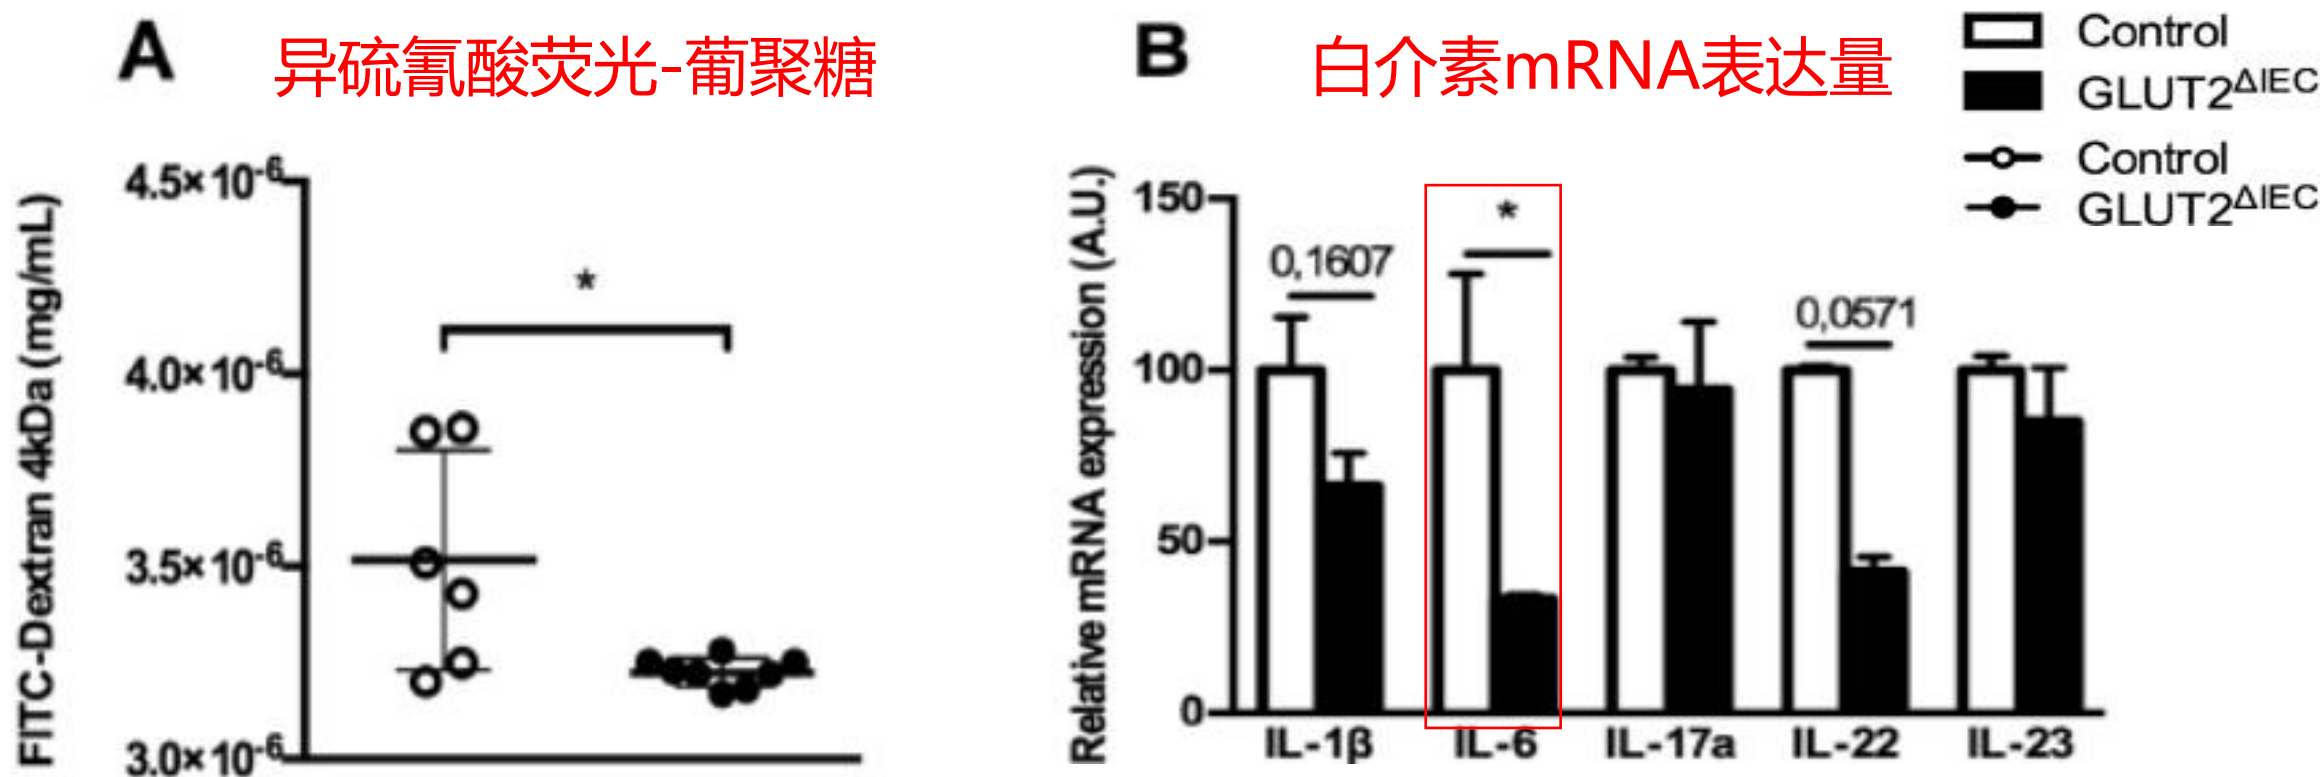 A 异硫氰酸荧光-葡聚糖
FITC-Dextran 4kDa (mg/mL)
4.5×10⁻⁶
4.0×10⁻⁶
3.5×10⁻⁶
3.0×10⁻⁶
*
B 白介素mRNA表达量
Control
GLUT2ΔIEC
Control
GLUT2ΔIEC
Relative mRNA expression (A.U.)
150
100
50
0
0,1607
*
0,0571
IL-1β IL-6 IL-17a IL-22 IL-23